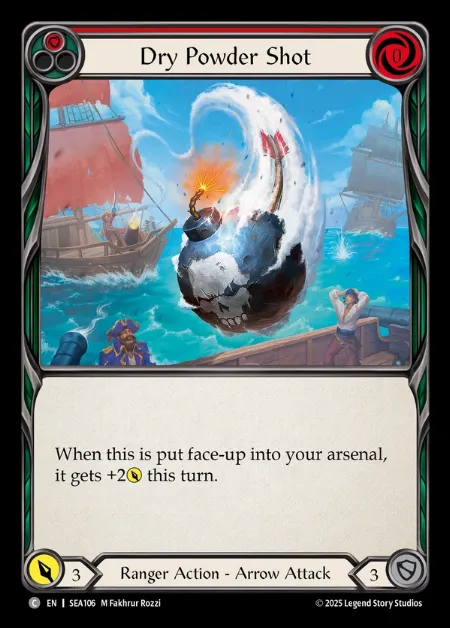 Dry Powder Shot
0
When this is put face-up into your arsenal,
it gets +2 this turn.
3
Ranger Action - Arrow Attack
3
C EN | SEA106 M Fakhrur Rozzi
© 2025 Legend Story Studios